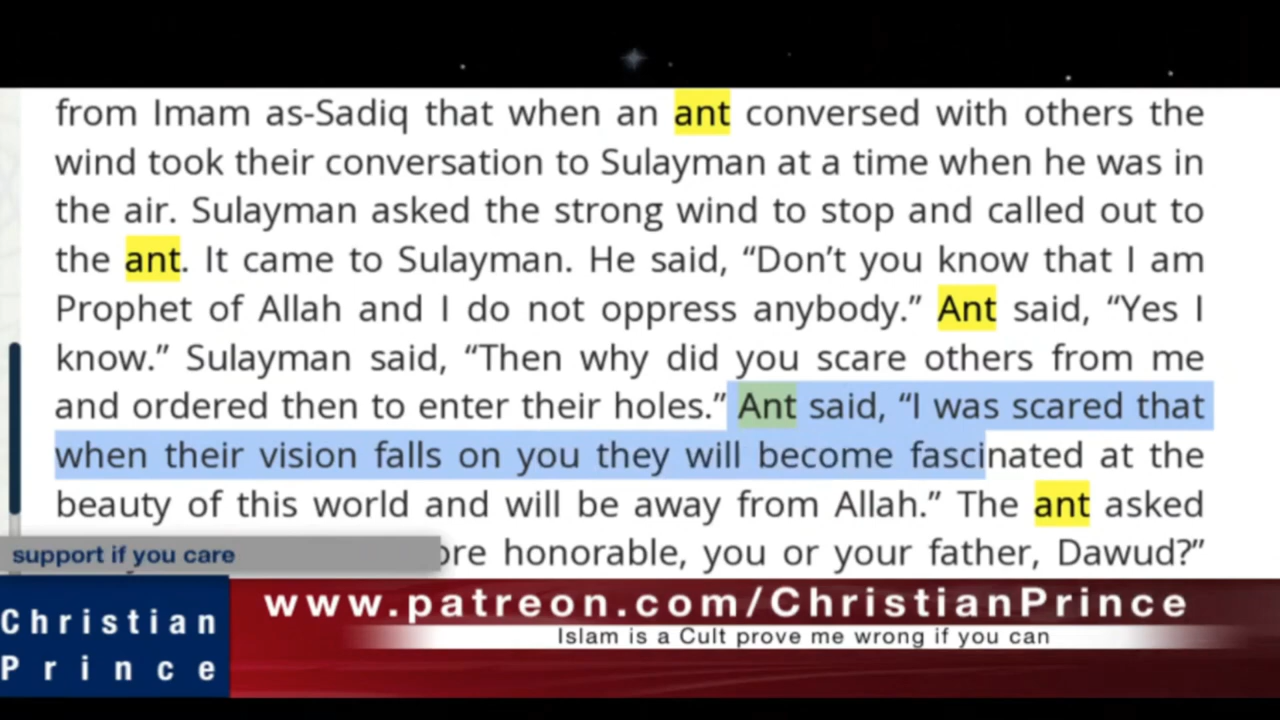 from Imam as-Sadiq that when an ant conversed with others the
wind took their conversation to Sulayman at a time when he was in
the air. Sulayman asked the strong wind to stop and called out to
the ant. It came to Sulayman. He said, “Don’t you know that I am
Prophet of Allah and I do not oppress anybody.” Ant said, “Yes I
know.” Sulayman said, “Then why did you scare others from me
and ordered then to enter their holes.” Ant said, “I was scared that
when their vision falls on you they will become fascinated at the
beauty of this world and will be away from Allah.” The ant asked
ore honorable, you or your father, Dawud?”
support if you care
Christian
Prince
www.patreon.com/ChristianPrince
Islam is a Cult prove me wrong if you can